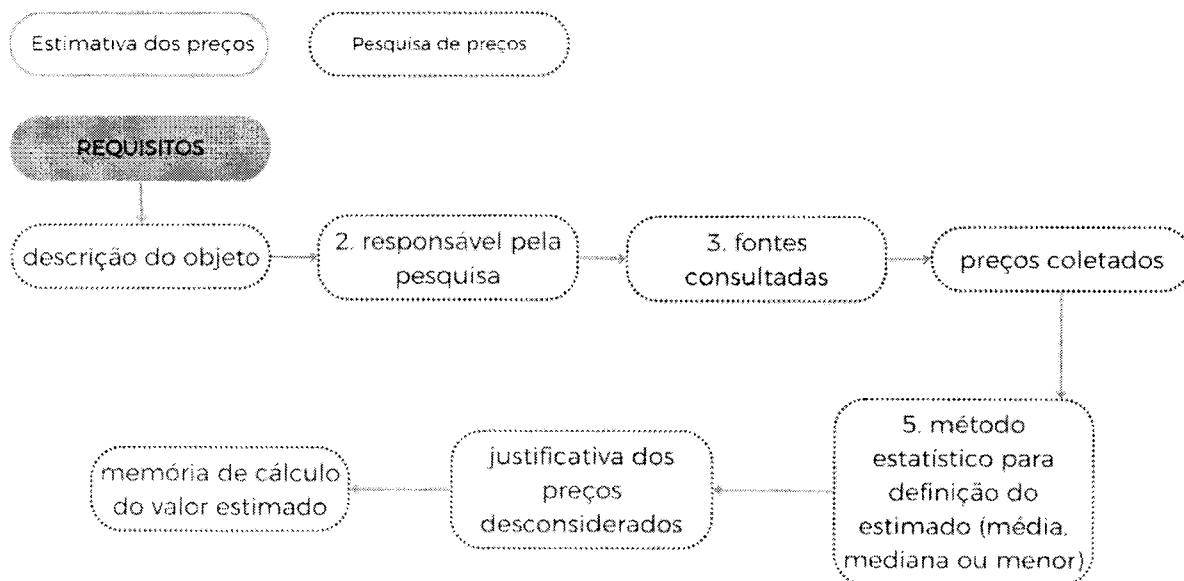 Estimativa dos preços
Pesquisa de preços
REQUISITOS
descrição do objeto
2. responsável pela
pesquisa
3. fontes
consultadas
preços coletados
5. método
estatístico para
definição do
estimado (média,
mediana ou menor)
justificativa dos
preços
desconsiderados
memória de cálculo
do valor estimado